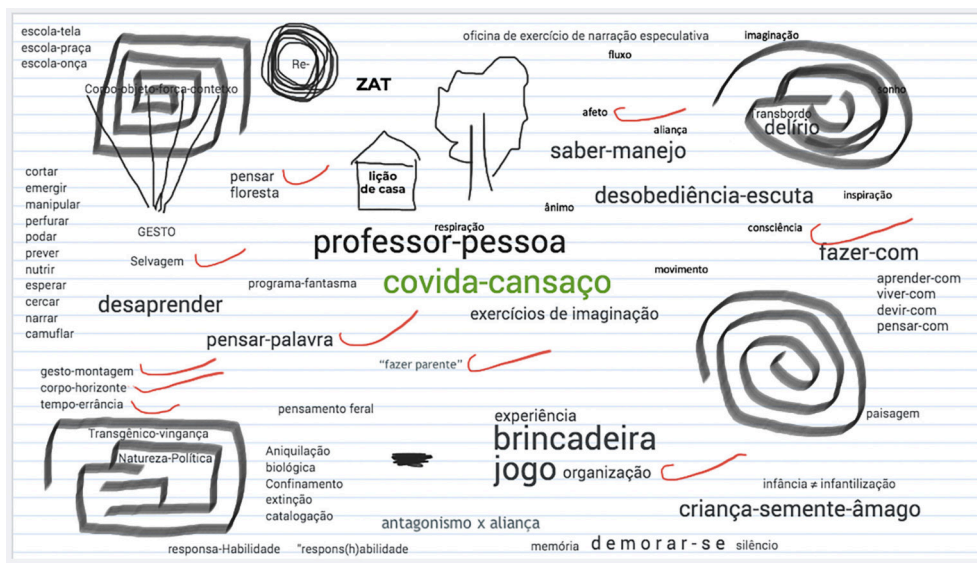 escola-tela
escola-praça
escola-onça
Corpo-objeto-força-contetxo
Re-
ZAT
oficina de exercício de narração especulativa
imaginação
fluxo
sonho
afeto
aliança
Transbordo
delírio
saber-manejo
cortar
emergir
manipular
perfurar
podar
prever
nutrir
esperar
cercar
narrar
camuflar
pensar
floresta
lição
de casa
desobediência-escuta
inspiração
ânimo
GESTO
respiração
consciência
professor-pessoa
fazer-com
Selvagem
movimento
programa-fantasma
covida-cansaço
aprender-com
viver-com
devir-com
pensar-com
desaprender
exercícios de imaginação
pensar-palavra
"fazer parente"
gesto-montagem
corpo-horizonte
tempo-errância
pensamento feral
paisagem
experiência
brincadeira
jogo organização
Transgênico-vingança
Natureza-Política
Aniquilação
biológica
Confinamento
extinção
catalogação
infância ≠ infantilização
criança-semente-âmago
antagonismo x aliança
responsa-Habilidade "respons(h)abilidade
memória demorar-se silêncio